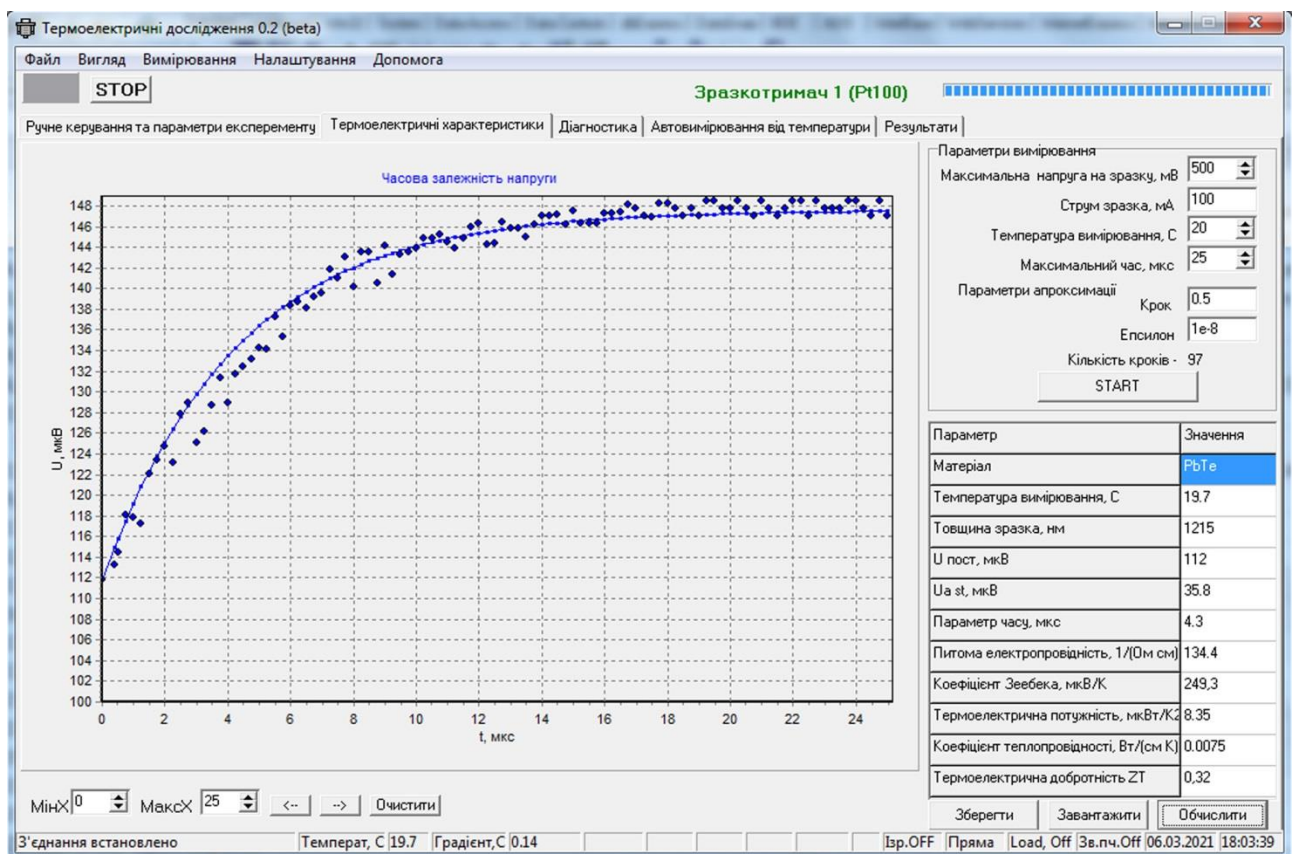 Термоелектричні дослідження 0.2 (beta)
Файл Вигляд Вимірювання Налаштування Допомога
STOP Зразкотримач 1 (Pt100)
Ручне керування та параметри експеременту Термоелектричні характеристики Діагностика Автовимірювання від температури Результати
Часова залежність напруги
148
146
144
142
140
138
136
134
132
130
128
126
124
122
120
118
116
114
112
110
108
106
104
102
100
U, мкВ
0 2 4 6 8 10 12 14 16 18 20 22 24
t, мкс
МінX 0 МаксX 25 <-- --> Очистити
Параметри вимірювання
Максимальна напруга на зразку, мВ 500
Струм зразка, мА 100
Температура вимірювання, С 20
Максимальний час, мкс 25
Параметри апроксимації
Крок 0.5
Епсилон 1e-8
Кількість кроків - 97
START
Параметр Значення
Матеріал PbTe
Температура вимірювання, С 19.7
Товщина зразка, нм 1215
U пост, мкВ 112
Ua st, мкВ 35.8
Параметр часу, мкс 4.3
Питома електропровідність, 1/(Ом см) 134.4
Коефіцієнт Зеебека, мкВ/К 249,3
Термоелектрична потужність, мкВт/К2 8.35
Коефіцієнт теплопровідності, Вт/(см К) 0.0075
Термоелектрична добротність ZT 0,32
Зберегти Завантажити Обчислити
З'єднання встановлено Температ, С 19.7 Градієнт,С 0.14 Ізр.OFF Пряма Load, Off Зв.пч.Off 06.03.2021 18:03:39